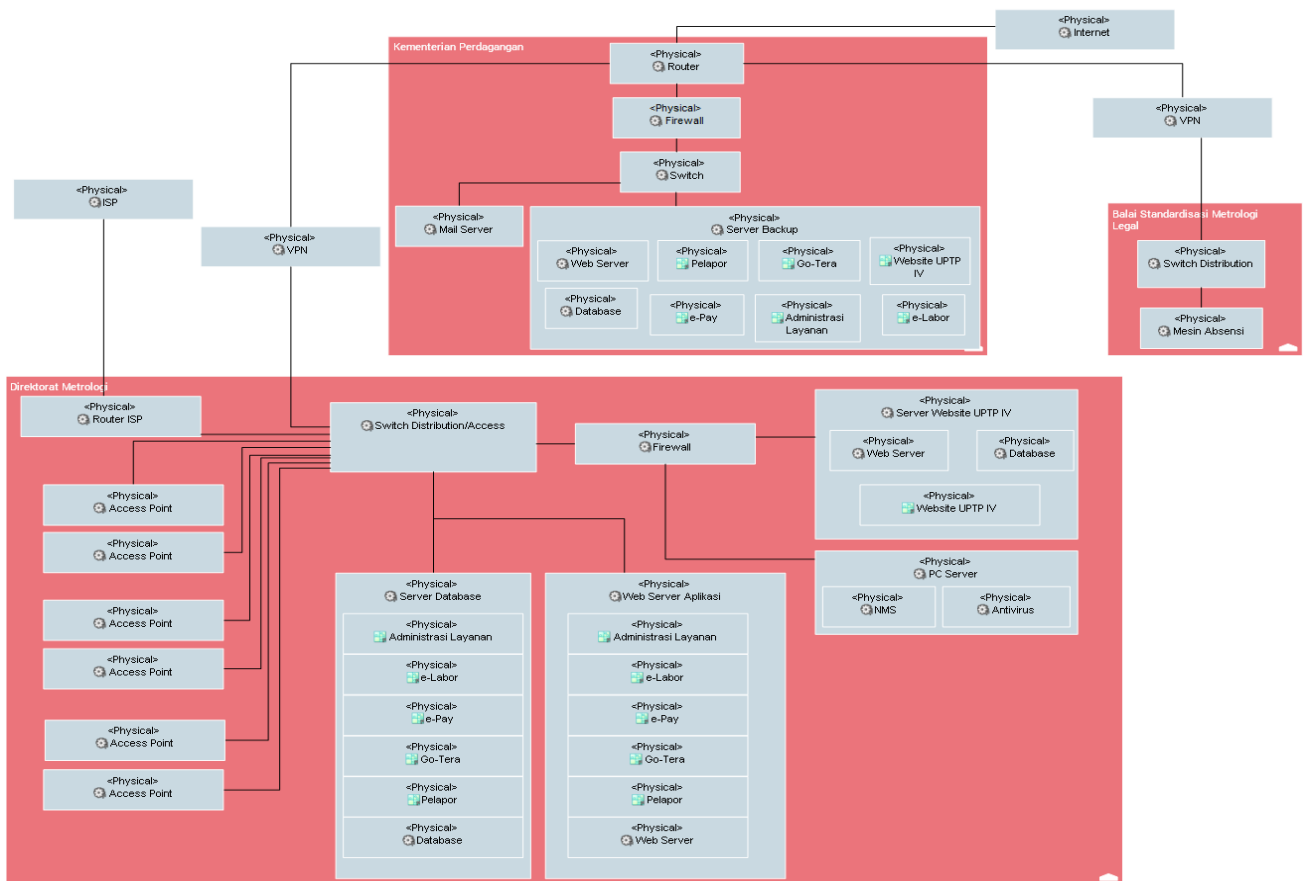 <Physical>
Internet
Kementerian Perdagangan
<Physical>
Router
<Physical>
Firewall
<Physical>
VPN
<Physical>
Switch
<Physical>
ISP
<Physical>
Mail Server
<Physical>
Server Backup
<Physical>
Web Server
<Physical>
Pelapor
<Physical>
Go-Tera
<Physical>
Website UPTP
IV
<Physical>
Database
<Physical>
e-Pay
<Physical>
Administrasi
Layanan
<Physical>
e-Labor
<Physical>
VPN
Balai Standardisasi Metrologi
Legal
<Physical>
Switch Distribution
<Physical>
Mesin Absensi
Direktorat Metrologi
<Physical>
Router ISP
<Physical>
Switch Distribution/Access
<Physical>
Firewall
<Physical>
Server Website UPTP IV
<Physical>
Web Server
<Physical>
Database
<Physical>
Website UPTP IV
<Physical>
PC Server
<Physical>
NMS
<Physical>
Antivirus
<Physical>
Access Point
<Physical>
Access Point
<Physical>
Access Point
<Physical>
Access Point
<Physical>
Access Point
<Physical>
Access Point
<Physical>
Server Database
<Physical>
Administrasi Layanan
<Physical>
e-Labor
<Physical>
e-Pay
<Physical>
Go-Tera
<Physical>
Pelapor
<Physical>
Database
<Physical>
Web Server Aplikasi
<Physical>
Administrasi Layanan
<Physical>
e-Labor
<Physical>
e-Pay
<Physical>
Go-Tera
<Physical>
Pelapor
<Physical>
Web Server